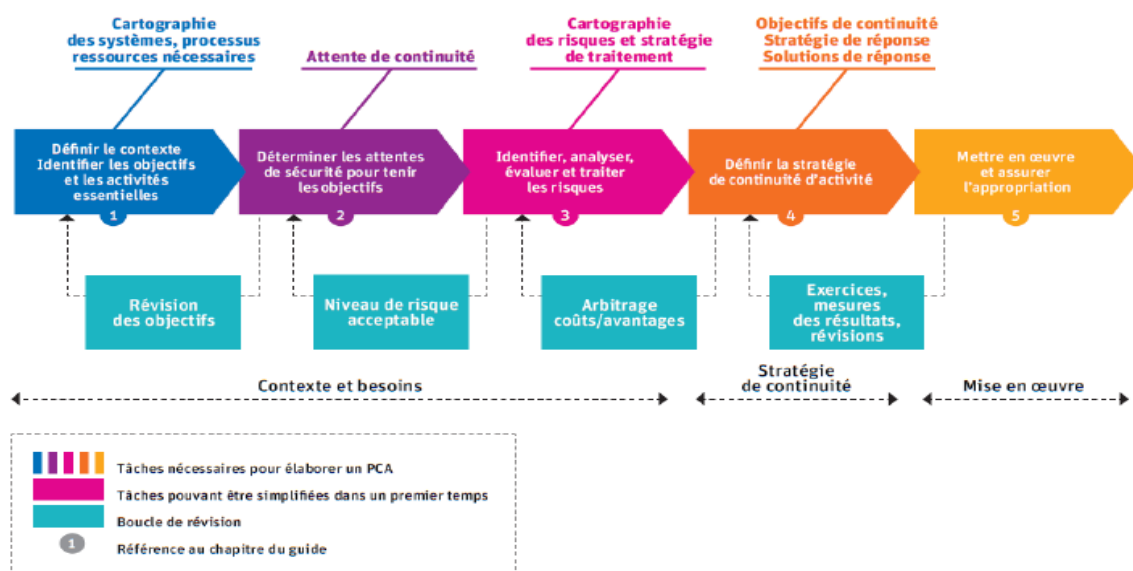 Cartographie
des systèmes, processus
ressources nécessaires
Attente de continuité
Cartographie
des risques et stratégie
de traitement
Objectifs de continuité
Stratégie de réponse
Solutions de réponse
Définir le contexte
Identifier les objectifs
et les activités
essentielles
1
Déterminer les attentes
de sécurité pour tenir
les objectifs
2
Identifier, analyser,
évaluer et traiter
les risques
3
Définir la stratégie
de continuité d'activité
4
Mettre en œuvre
et assurer
l'appropriation
5
Révision
des objectifs
Niveau de risque
acceptable
Arbitrage
coûts/avantages
Exercices,
mesures
des résultats,
révisions
Contexte et besoins
Stratégie
de continuité
Mise en œuvre
Tâches nécessaires pour élaborer un PCA
Tâches pouvant être simplifiées dans un premier temps
Boucle de révision
1 Référence au chapitre du guide